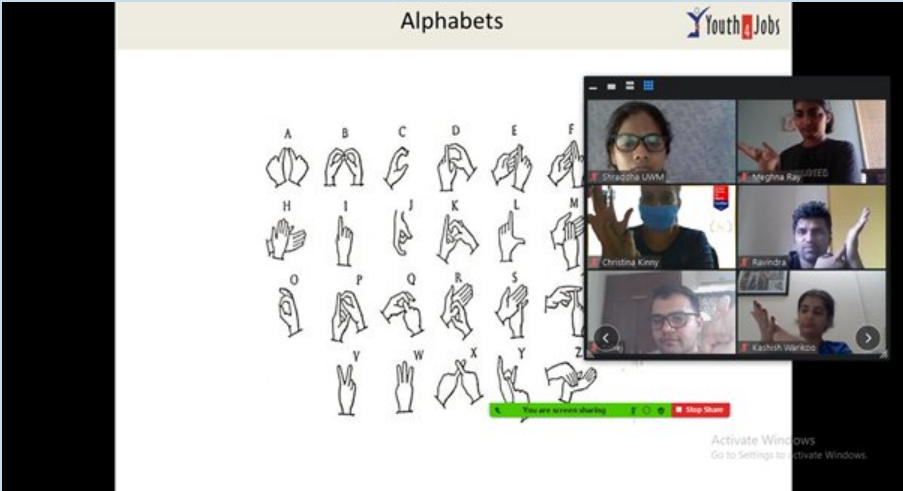 Alphabets
Youth4Jobs
A B C D E F
H I J K L M
O P Q R S
V W X Y Z
Shraddha UWM
Meghna Ray
Christina Kinny
Ravindra
Kashish Wankoo
You are screen sharing
Stop Share
Activate Windows
Go to Settings to activate Windows.